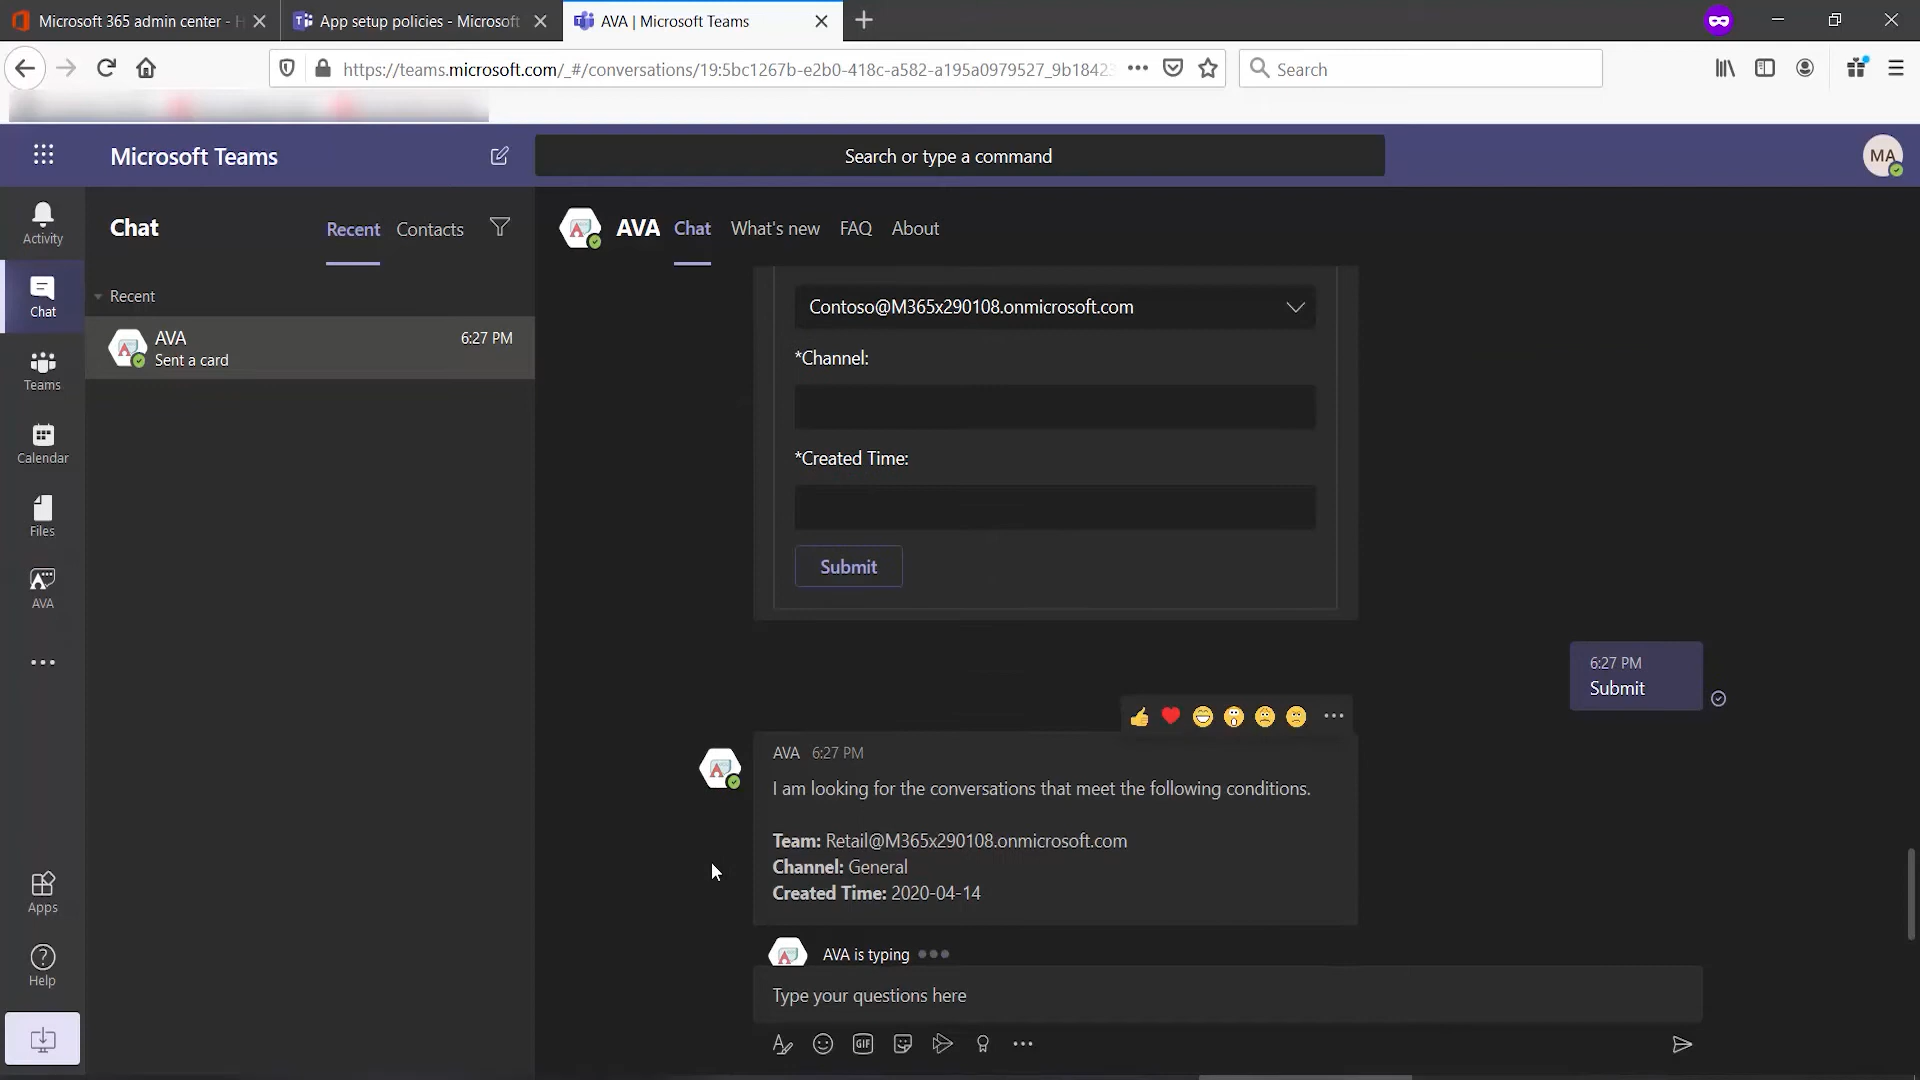 Microsoft 365 admin center - H
App setup policies - Microsoft
AVA | Microsoft Teams
https://teams.microsoft.com/_#/conversations/19:5bc1267b-e2b0-418c-a582-a195a0979527_9b18423
Search
Microsoft Teams
Search or type a command
MA
Activity
Chat
Teams
Calendar
Files
AVA
Apps
Help
Chat
Recent
Contacts
Recent
AVA
6:27 PM
Sent a card
AVA
Chat
What's new
FAQ
About
Contoso@M365x290108.onmicrosoft.com
*Channel:
*Created Time:
Submit
6:27 PM
Submit
AVA 6:27 PM
I am looking for the conversations that meet the following conditions.
Team: Retail@M365x290108.onmicrosoft.com
Channel: General
Created Time: 2020-04-14
AVA is typing
Type your questions here
GIF